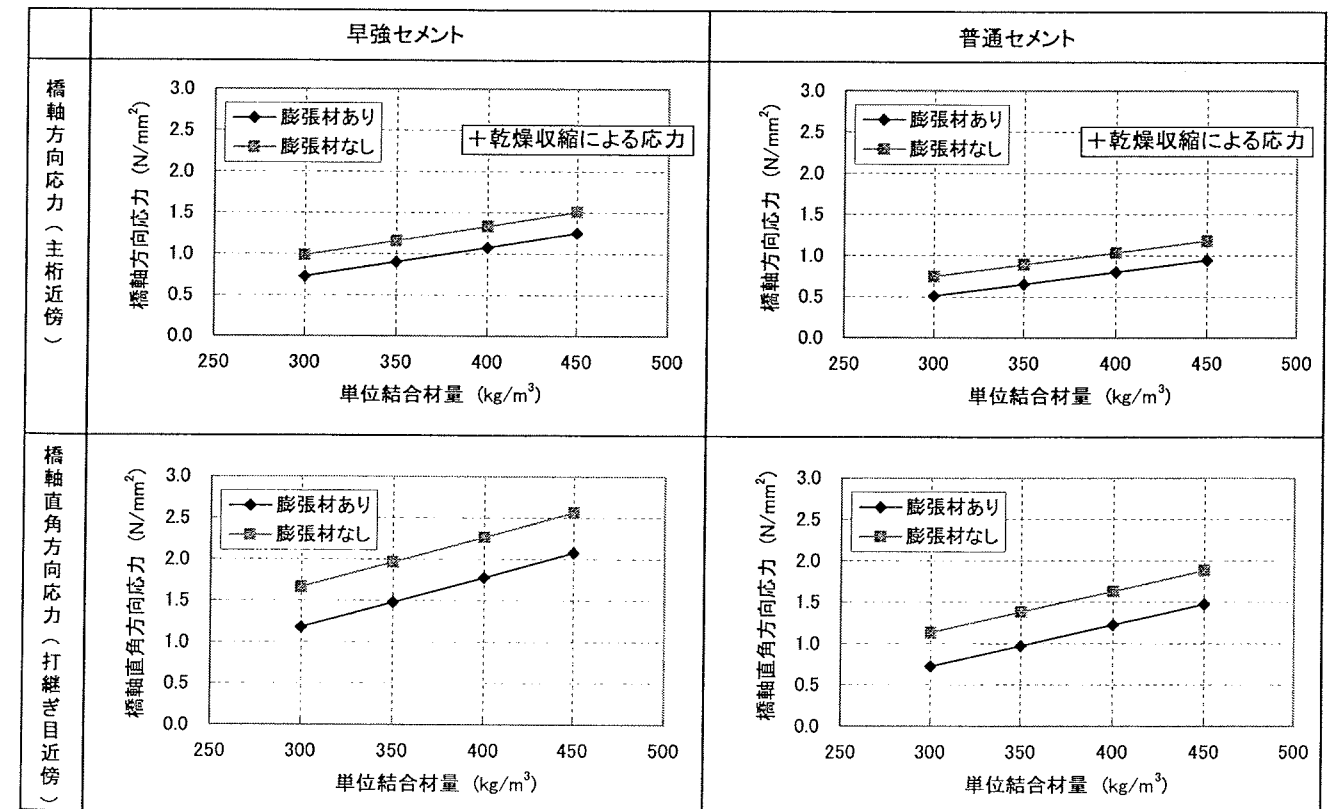 早強セメント
普通セメント
橋軸方向応力（主桁近傍）
橋軸方向応力 (N/mm²)
3.0
2.5
2.0
1.5
1.0
0.5
0.0
膨張材あり
膨張材なし
＋乾燥収縮による応力
250 300 350 400 450 500
単位結合材量 (kg/m³)
橋軸方向応力 (N/mm²)
3.0
2.5
2.0
1.5
1.0
0.5
0.0
膨張材あり
膨張材なし
＋乾燥収縮による応力
250 300 350 400 450 500
単位結合材量 (kg/m³)
橋軸直角方向応力（打継ぎ目近傍）
橋軸直角方向応力 (N/mm²)
3.0
2.5
2.0
1.5
1.0
0.5
0.0
膨張材あり
膨張材なし
250 300 350 400 450 500
単位結合材量 (kg/m³)
橋軸直角方向応力 (N/mm²)
3.0
2.5
2.0
1.5
1.0
0.5
0.0
膨張材あり
膨張材なし
250 300 350 400 450 500
単位結合材量 (kg/m³)